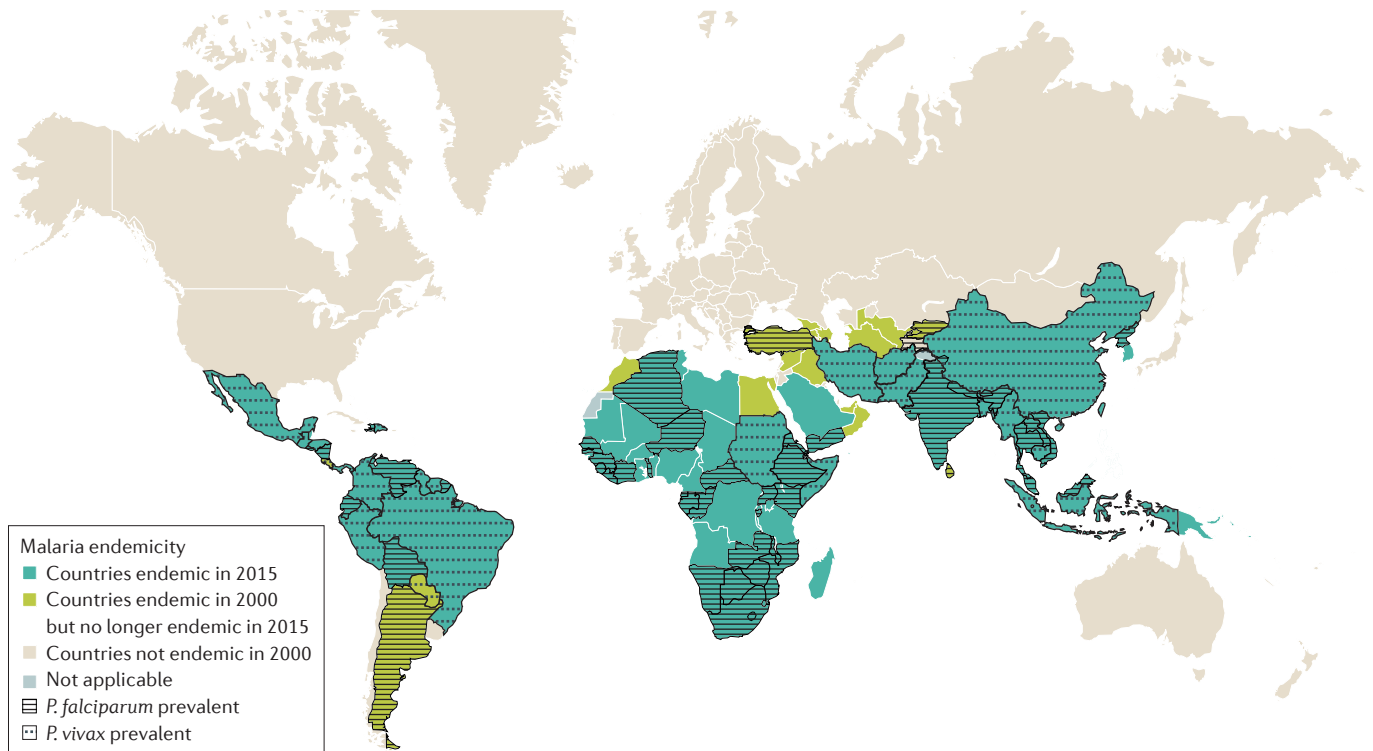 Malaria endemicity
Countries endemic in 2015
Countries endemic in 2000
but no longer endemic in 2015
Countries not endemic in 2000
Not applicable
P. falciparum prevalent
P. vivax prevalent